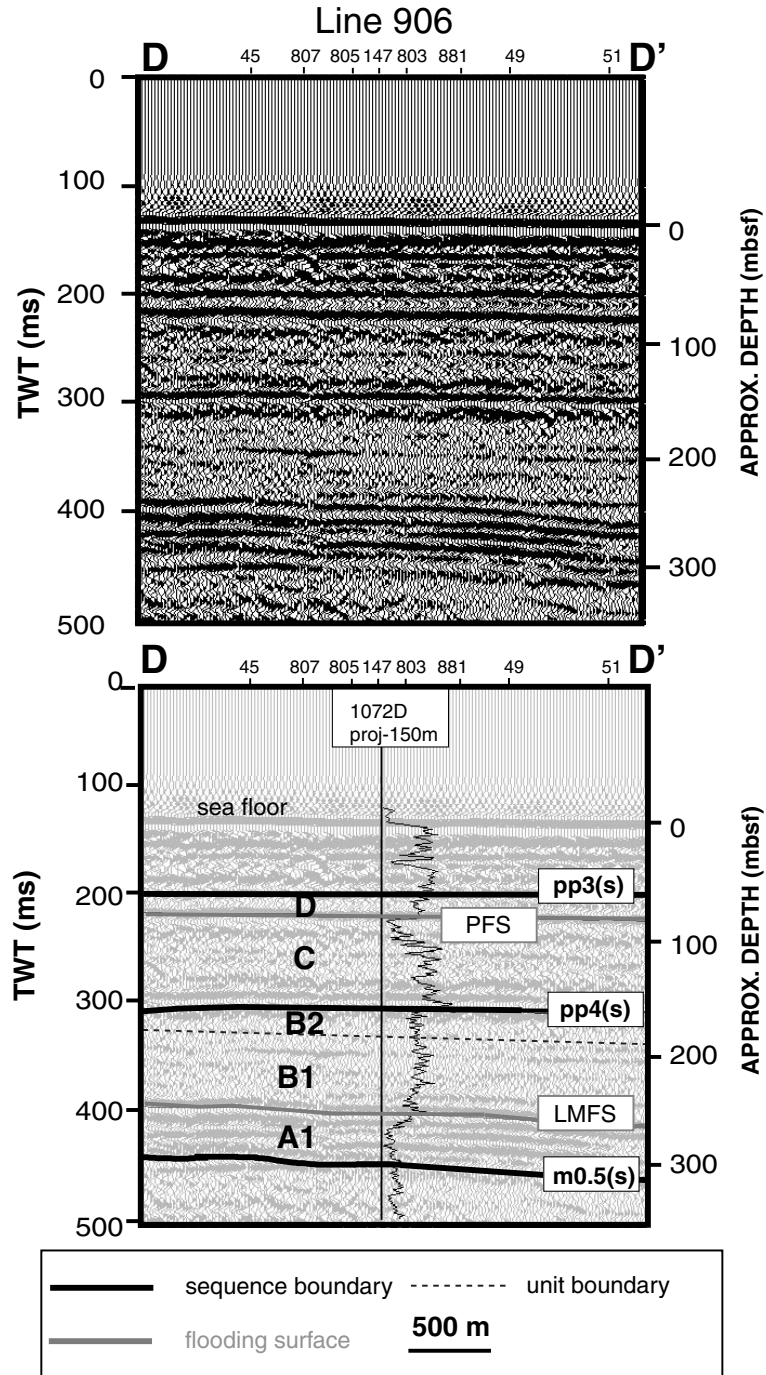 Line 906
D 45 807 805 147 803 881 49 51 D’
0
100
200
300
400
500
TWT (ms)
0
100
200
300
APPROX. DEPTH (mbsf)
D 45 807 805 147 803 881 49 51 D’
0
100
200
300
400
500
TWT (ms)
0
100
200
300
APPROX. DEPTH (mbsf)
1072D
proj-150m
sea floor
pp3(s)
D
PFS
C
pp4(s)
B2
B1
LMFS
A1
m0.5(s)
sequence boundary
unit boundary
flooding surface
500 m